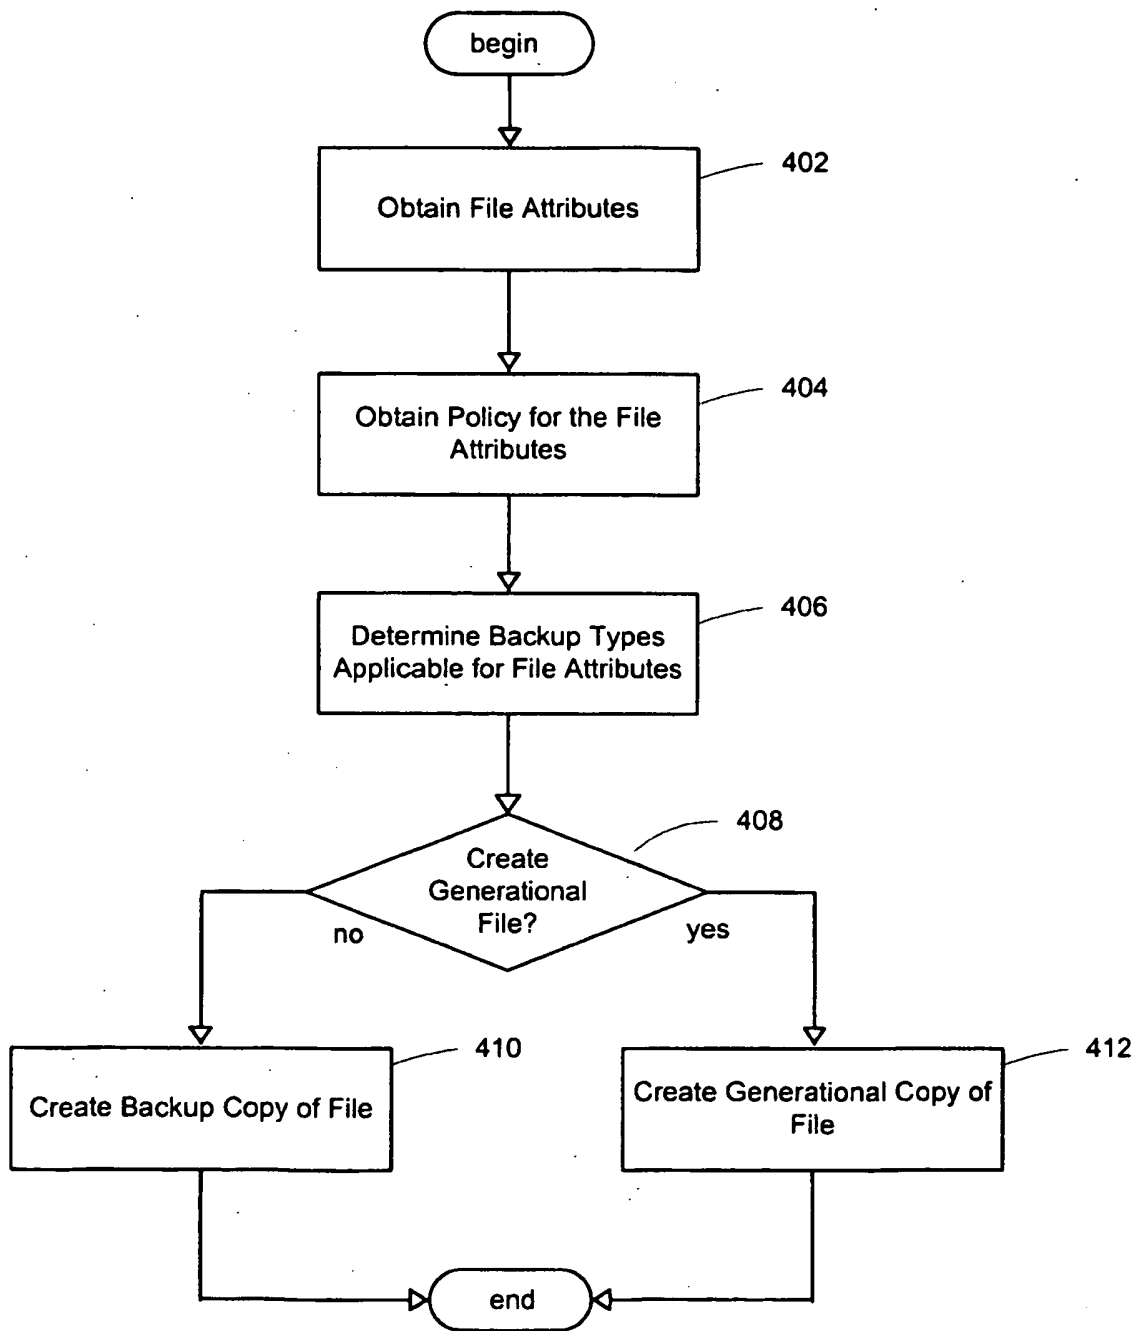 begin
402
Obtain File Attributes
404
Obtain Policy for the File
Attributes
406
Determine Backup Types
Applicable for File Attributes
408
Create
Generational
File?
no
yes
410
Create Backup Copy of File
412
Create Generational Copy of
File
end